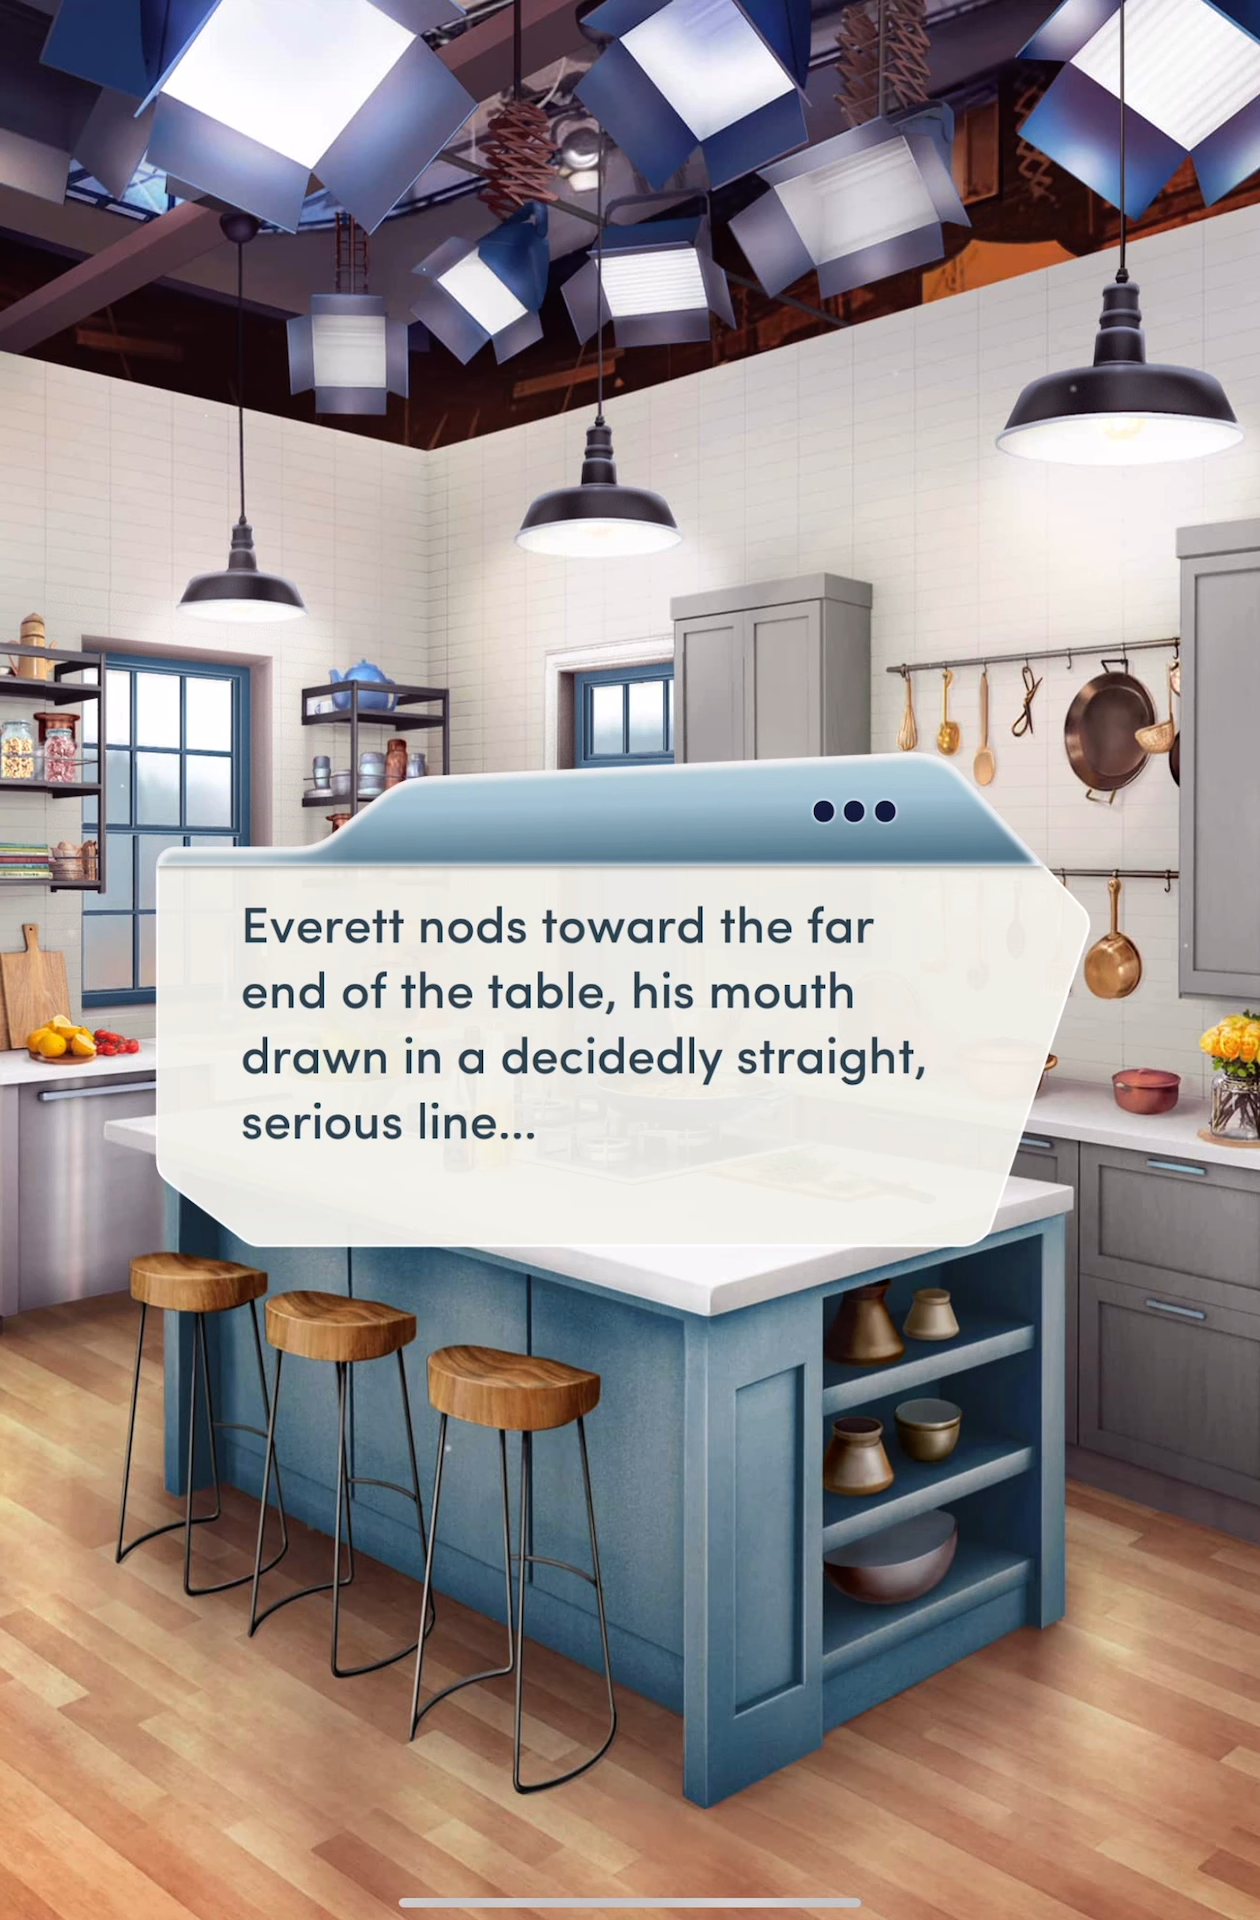 Everett nods toward the far
end of the table, his mouth
drawn in a decidedly straight,
serious line...